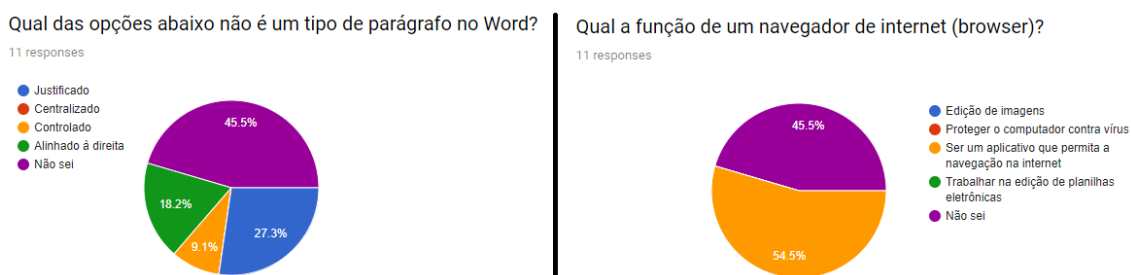 Qual das opções abaixo não é um tipo de parágrafo no Word?
11 responses
Justificado
Centralizado
Controlado
Alinhado à direita
Não sei
45.5%
18.2%
9.1%
27.3%
Qual a função de um navegador de internet (browser)?
11 responses
45.5%
54.5%
Edição de imagens
Proteger o computador contra vírus
Ser um aplicativo que permita a
navegação na internet
Trabalhar na edição de planilhas
eletrônicas
Não sei